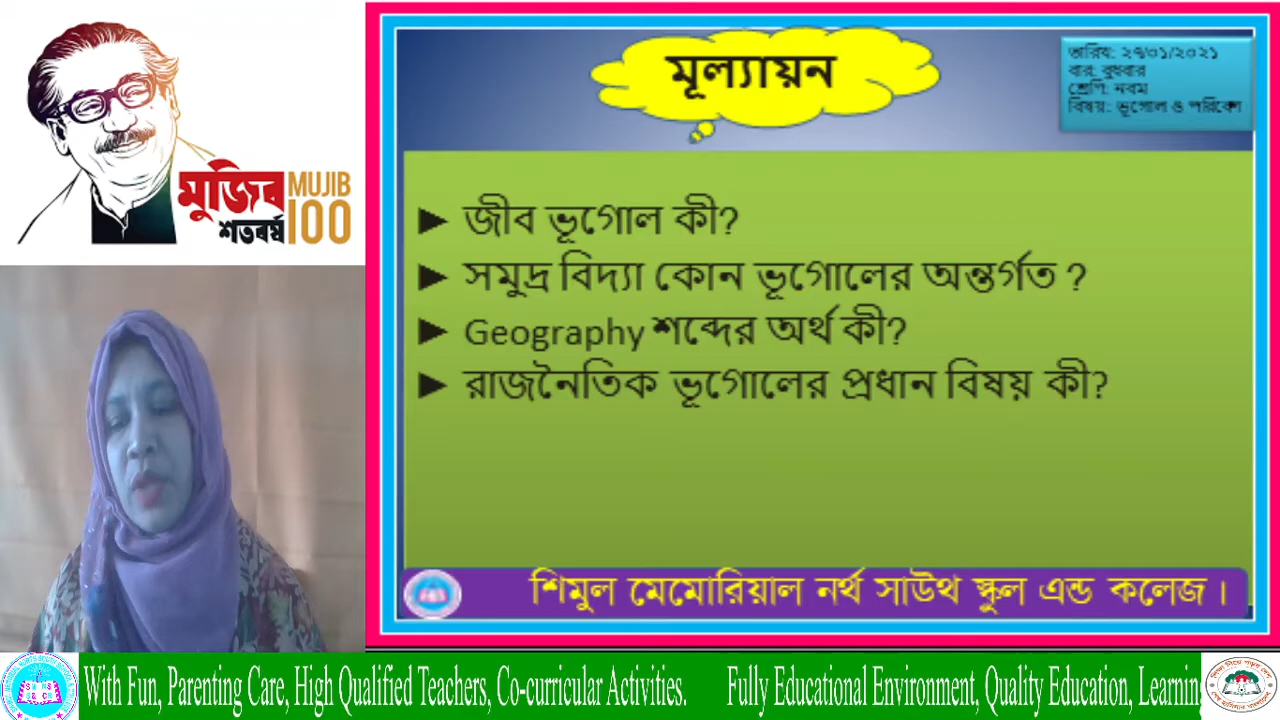 মুজিব
শতবর্ষ
MUJIB
100
মূল্যায়ন
তারিখ: ২৭/০১/২০২১
বার: বুধবার
শ্রেণি: নবম
বিষয়: ভূগোল ও পরিবেশ
► জীব ভূগোল কী?
► সমুদ্র বিদ্যা কোন ভূগোলের অন্তর্গত ?
► Geography শব্দের অর্থ কী?
► রাজনৈতিক ভূগোলের প্রধান বিষয় কী?
শিমুল মেমোরিয়াল নর্থ সাউথ স্কুল এন্ড কলেজ।
With Fun, Parenting Care, High Qualified Teachers, Co-curricular Activities. Fully Educational Environment, Quality Education, Learning